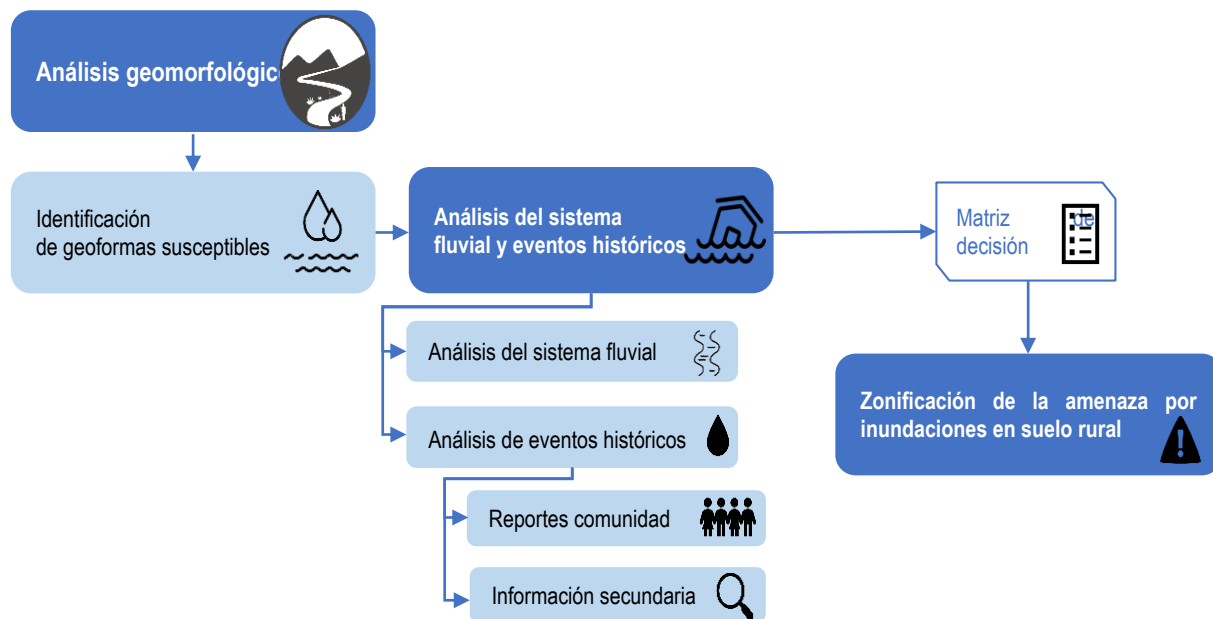 Análisis geomorfológic
Identificación
de geoformas susceptibles
Análisis del sistema
fluvial y eventos históricos
Matriz de
decisión
Análisis del sistema fluvial
Análisis de eventos históricos
Reportes comunidad
Información secundaria
Zonificación de la amenaza por
inundaciones en suelo rural